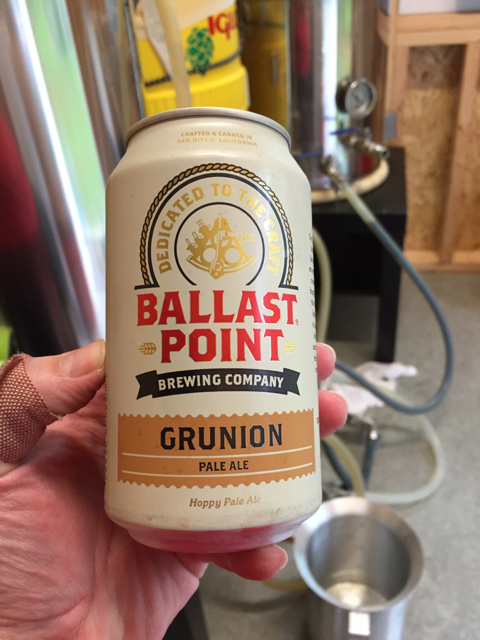 IGL
CRAFTED & CANNED IN
SAN DIEGO, CALIFORNIA
DEDICATED TO THE CRAFT
BALLAST
POINT
BREWING COMPANY
GRUNION
PALE ALE
Hoppy Pale Ale